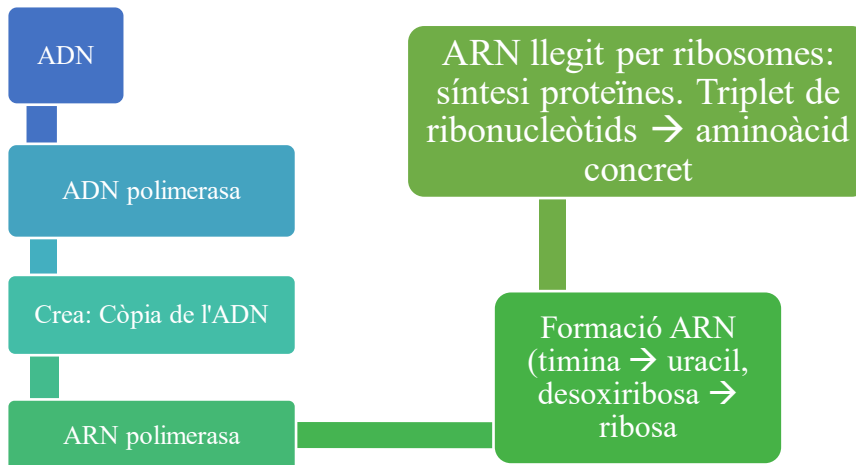 ADN
ADN polimerasa
Crea: Còpia de l'ADN
ARN polimerasa
Formació ARN
(timina → uracil,
desoxiribosa →
ribosa
ARN llegit per ribosomes:
síntesi proteïnes. Triplet de
ribonucleòtids → aminoàcid
concret